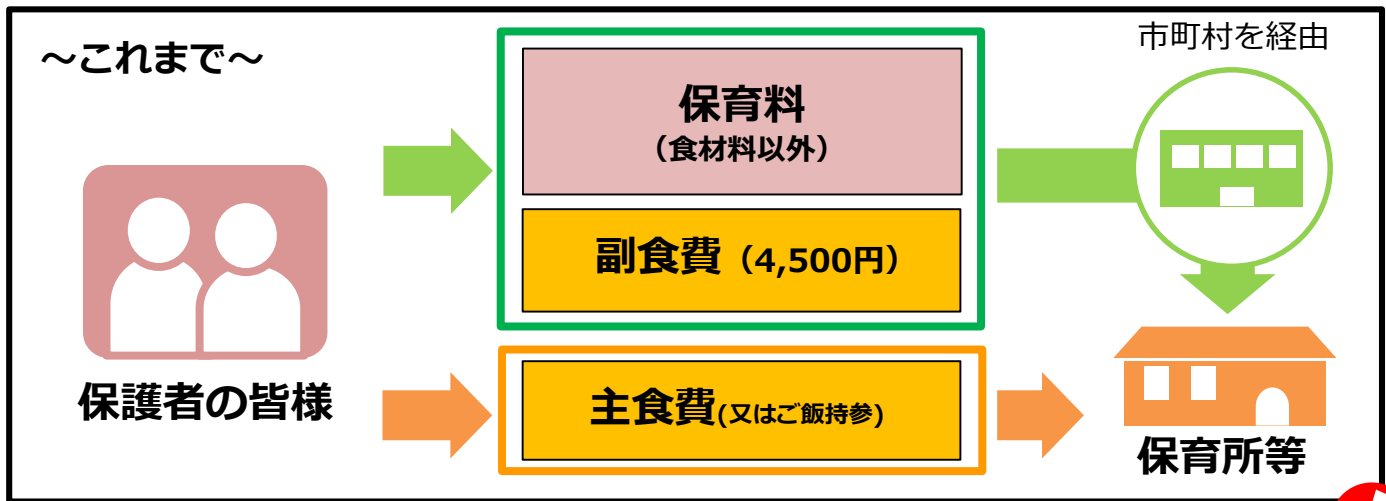 ～これまで～
市町村を経由
保育料
（食材料以外）
副食費（4,500円）
保護者の皆様
主食費(又はご飯持参)
保育所等